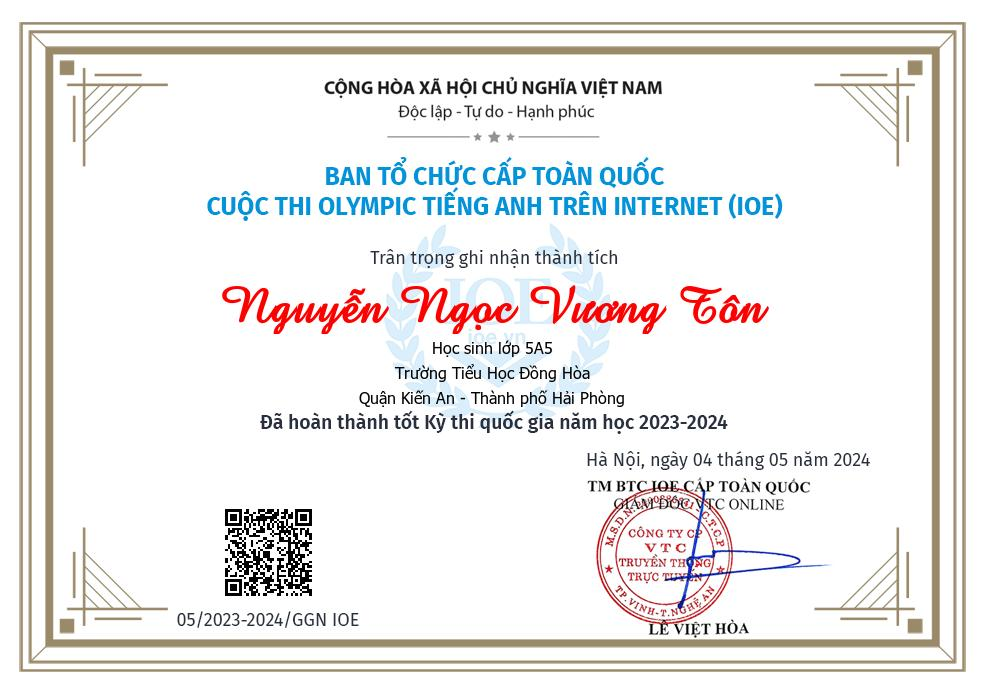 CỘNG HÒA XÃ HỘI CHỦ NGHĨA VIỆT NAM
Độc lập - Tự do - Hạnh phúc
BAN TỔ CHỨC CẤP TOÀN QUỐC
CUỘC THI OLYMPIC TIẾNG ANH TRÊN INTERNET (IOE)
Trân trọng ghi nhận thành tích
IOE
Nguyễn Ngọc Vương Tôn
ioe.vn
Học sinh lớp 5A5
Trường Tiểu Học Đồng Hòa
Quận Kiến An - Thành phố Hải Phòng
Đã hoàn thành tốt Kỳ thi quốc gia năm học 2023-2024
Hà Nội, ngày 04 tháng 05 năm 2024
TM BTC IOE CẤP TOÀN QUỐC
GIÁM ĐỐC VTC ONLINE
M.S.D.N: C.T.C.P
CÔNG TY CP
VTC
TRUYỀN THÔNG
TRỰC TUYẾN
TP.VINH-T.NGHỆ AN
LÊ VIỆT HÒA
05/2023-2024/GGN IOE